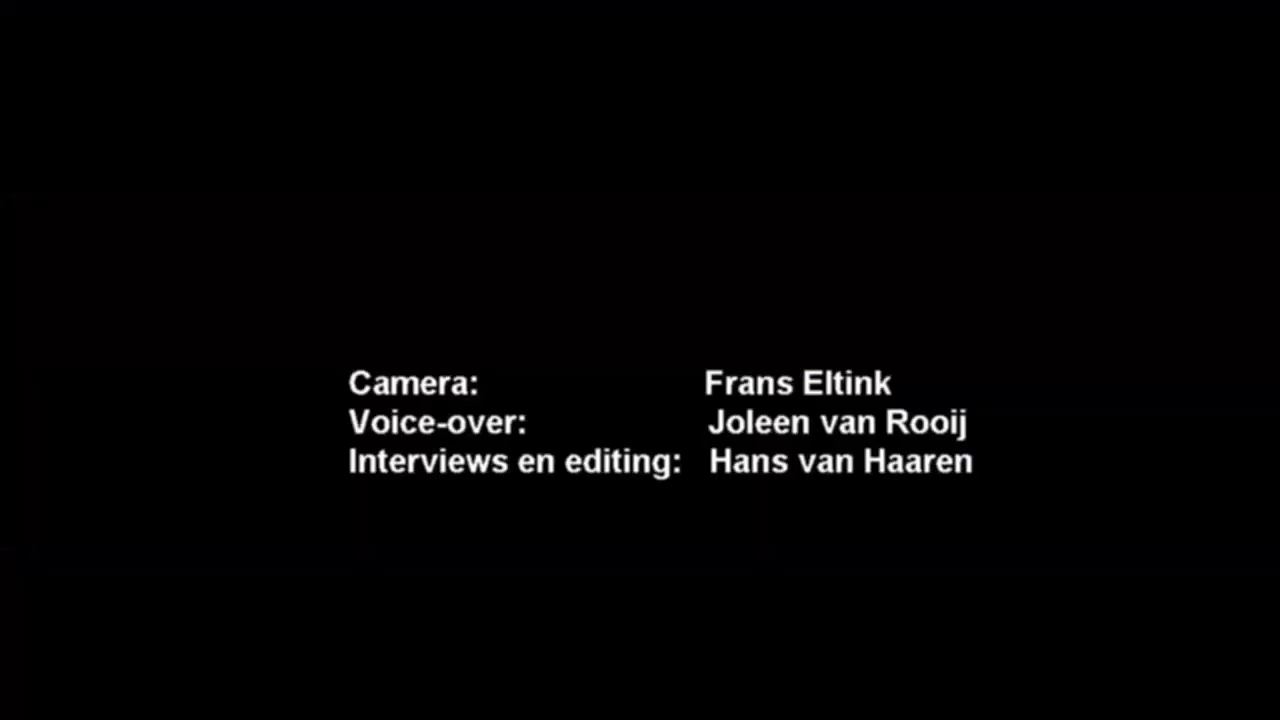 Camera: Frans Eltink
Voice-over: Joleen van Rooij
Interviews en editing: Hans van Haaren